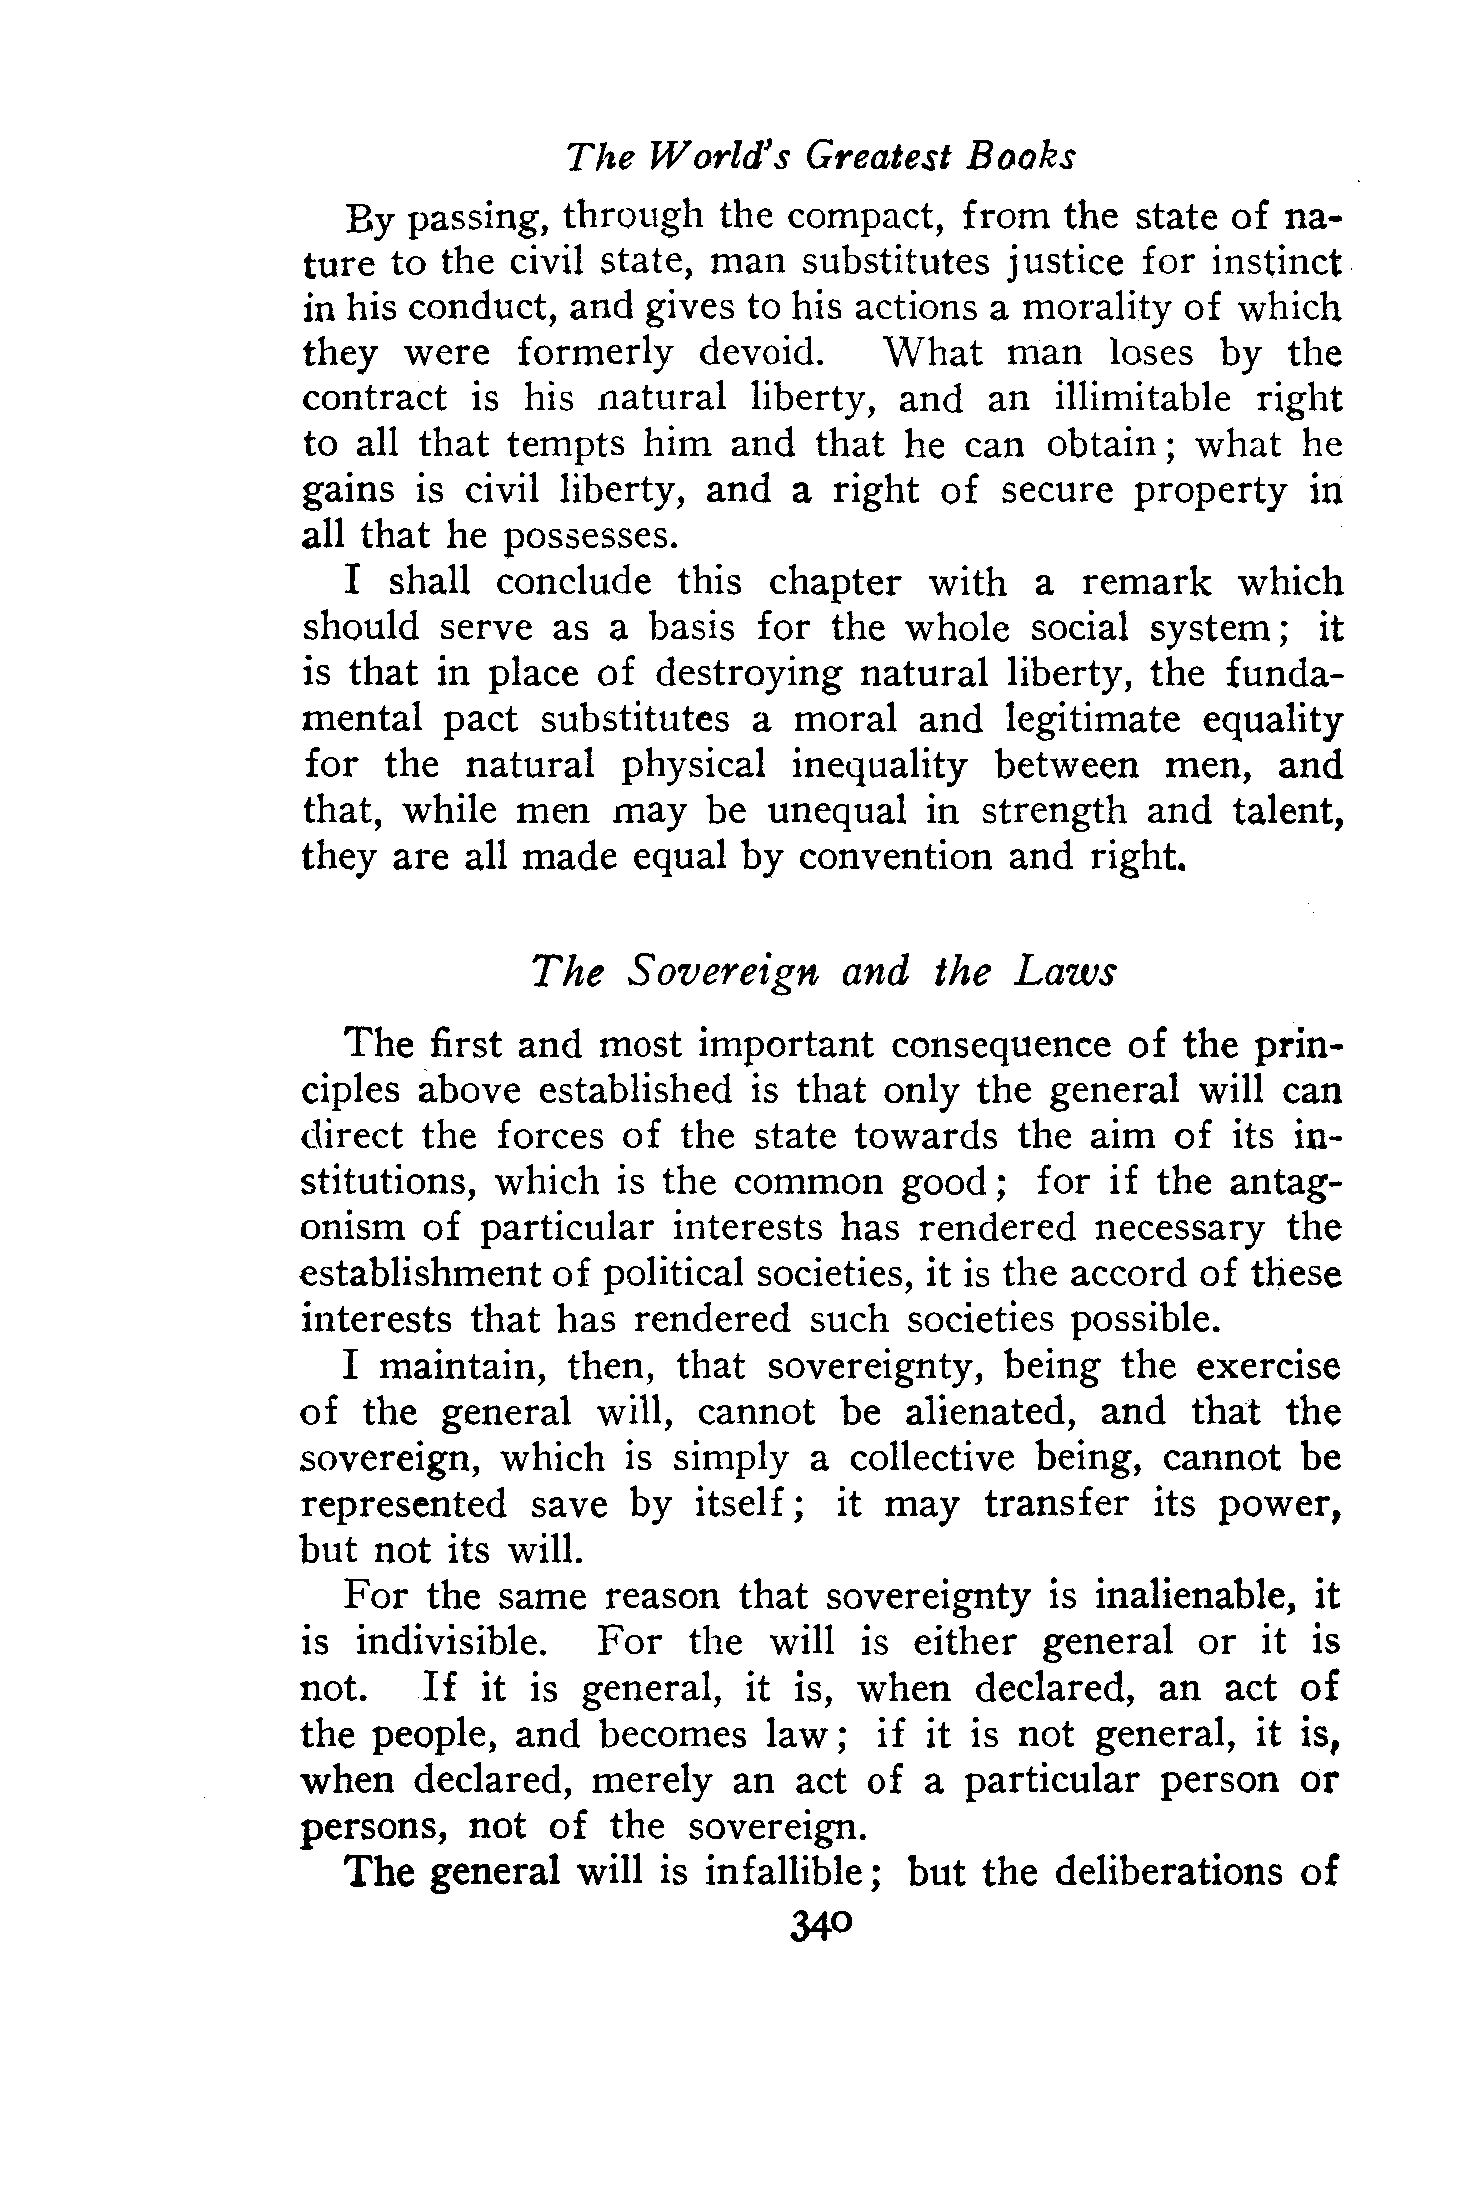 The World's Greatest Books
By passing, through the compact, from the state of na-
ture to the civil state, man substitutes justice for instinct
in his conduct, and gives to his actions a morality of which
they were formerly devoid. What man loses by the
contract is his natural liberty, and an illimitable right
to all that tempts him and that he can obtain; what he
gains is civil liberty, and a right of secure property in
all that he possesses.
I shall conclude this chapter with a remark which
should serve as a basis for the whole social system; it
is that in place of destroying natural liberty, the funda-
mental pact substitutes a moral and legitimate equality
for the natural physical inequality between men, and
that, while men may be unequal in strength and talent,
they are all made equal by convention and right.
The Sovereign and the Laws
The first and most important consequence of the prin-
ciples above established is that only the general will can
direct the forces of the state towards the aim of its in-
stitutions, which is the common good; for if the antag-
onism of particular interests has rendered necessary the
establishment of political societies, it is the accord of these
interests that has rendered such societies possible.
I maintain, then, that sovereignty, being the exercise
of the general will, cannot be alienated, and that the
sovereign, which is simply a collective being, cannot be
represented save by itself; it may transfer its power,
but not its will.
For the same reason that sovereignty is inalienable, it
is indivisible. For the will is either general or it is
not. If it is general, it is, when declared, an act of
the people, and becomes law; if it is not general, it is,
when declared, merely an act of a particular person or
persons, not of the sovereign.
The general will is infallible; but the deliberations of
340